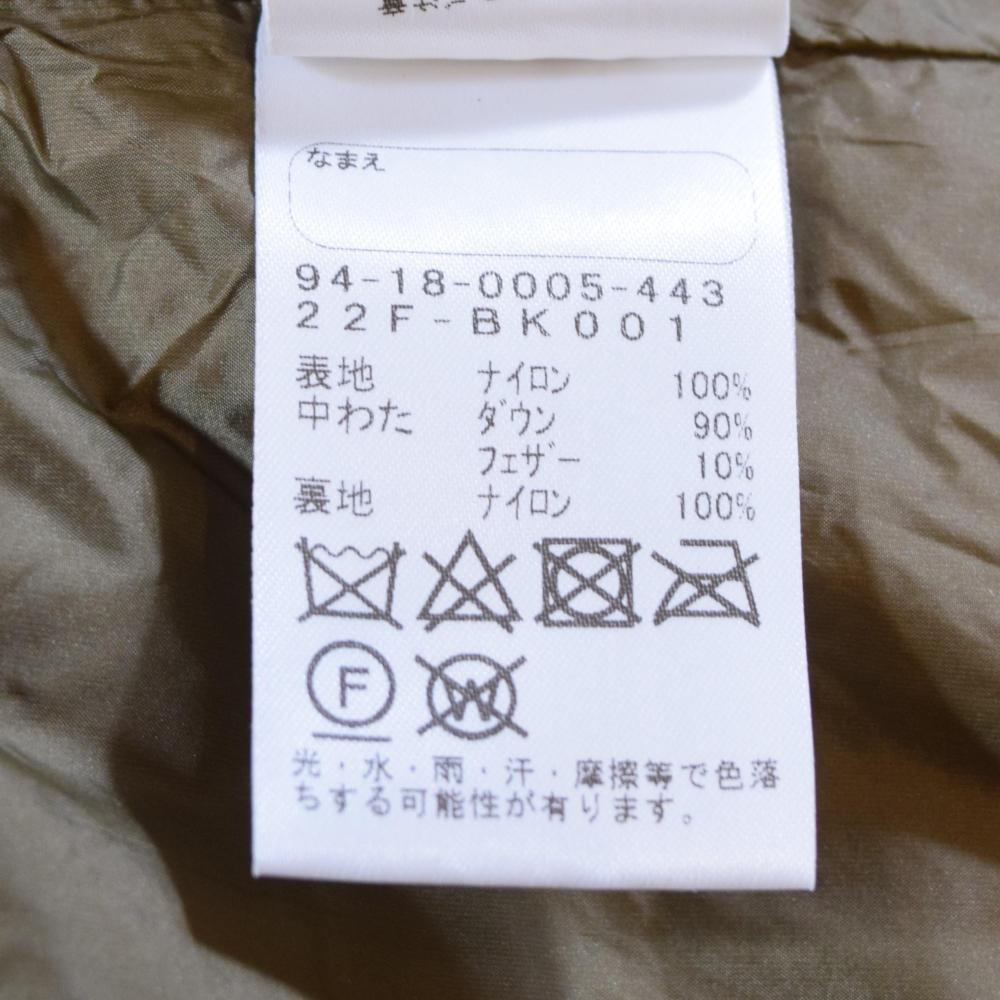 なまえ
94-18-0005-443
22F-BK001
表地 ナイロン 100%
中わた ダウン 90%
フェザー 10%
裏地 ナイロン 100%
F
W
光・水・雨・汗・摩擦等で色落
ちする可能性が有ります。